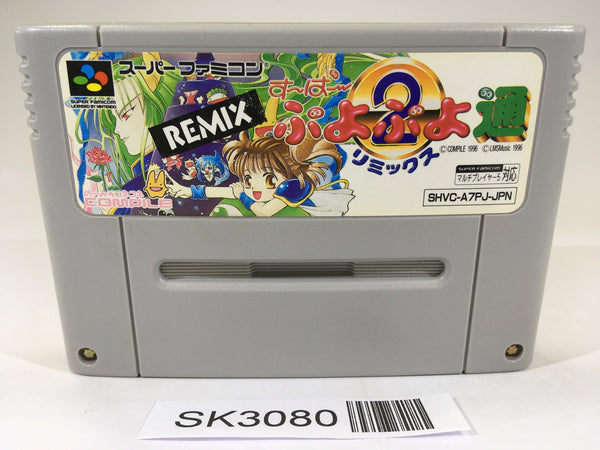 スーパーファミコン
SUPER FAMICOM
LICENSED BY NINTENDO
REMIX
す〜ぱ〜
ぷよぷよ
2
通
リミックス
© COMPILE 1996 © LMSMusic 1996
SUPER FAMICOM
マルチプレイヤー5 対応
SHVC-A7PJ-JPN
COMPILE
SK3080